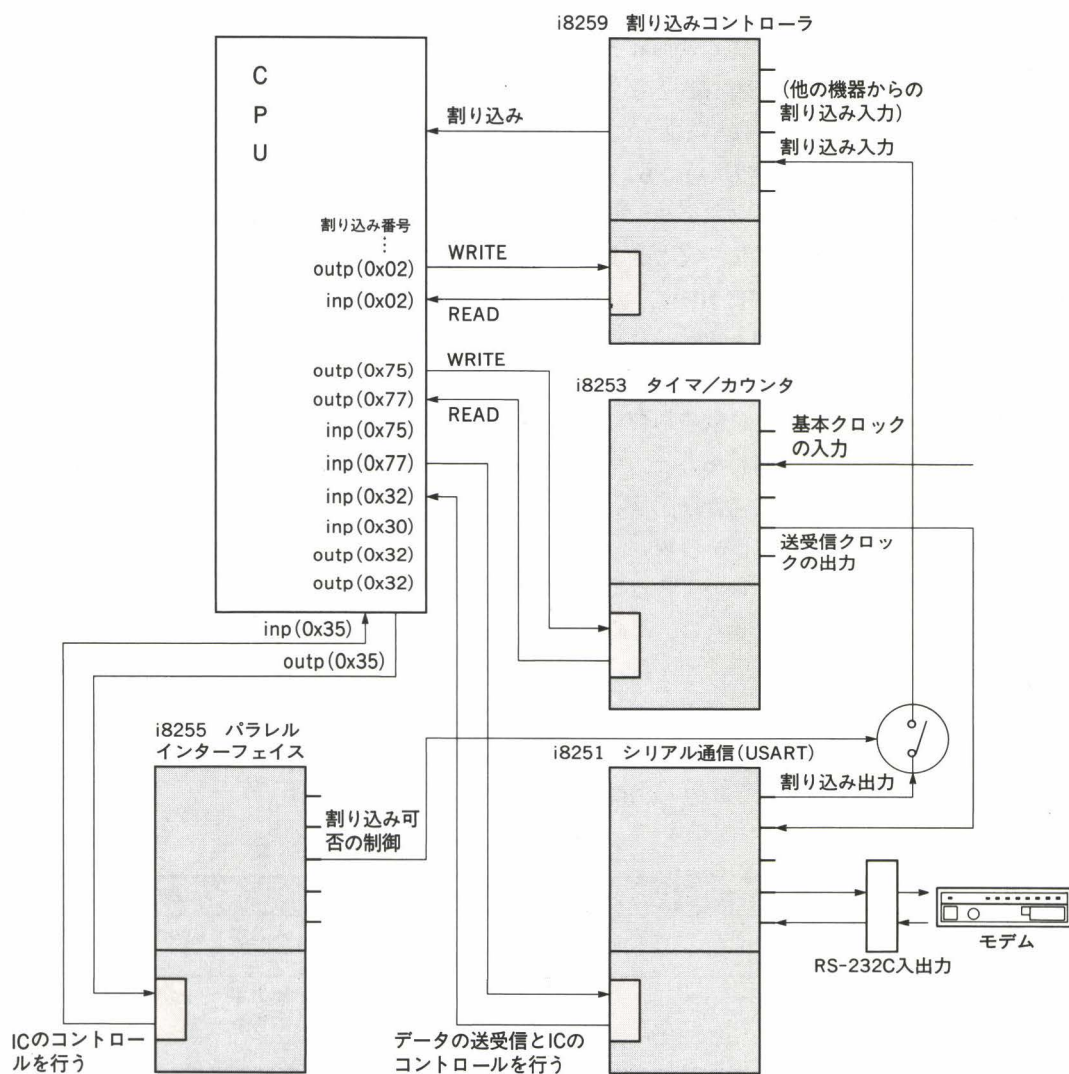 i8259 割り込みコントローラ
C
P
U
割り込み
(他の機器からの
割り込み入力)
割り込み入力
割り込み番号
⋮
outp(0x02)
WRITE
inp(0x02)
READ
outp(0x75)
WRITE
outp(0x77)
READ
inp(0x75)
inp(0x77)
inp(0x32)
inp(0x30)
outp(0x32)
outp(0x32)
i8253 タイマ/カウンタ
基本クロック
の入力
送受信クロッ
クの出力
inp(0x35)
outp(0x35)
i8255 パラレル
インターフェイス
割り込み可
否の制御
ICのコントロー
ルを行う
i8251 シリアル通信(USART)
割り込み出力
モデム
RS-232C入出力
データの送受信とICの
コントロールを行う